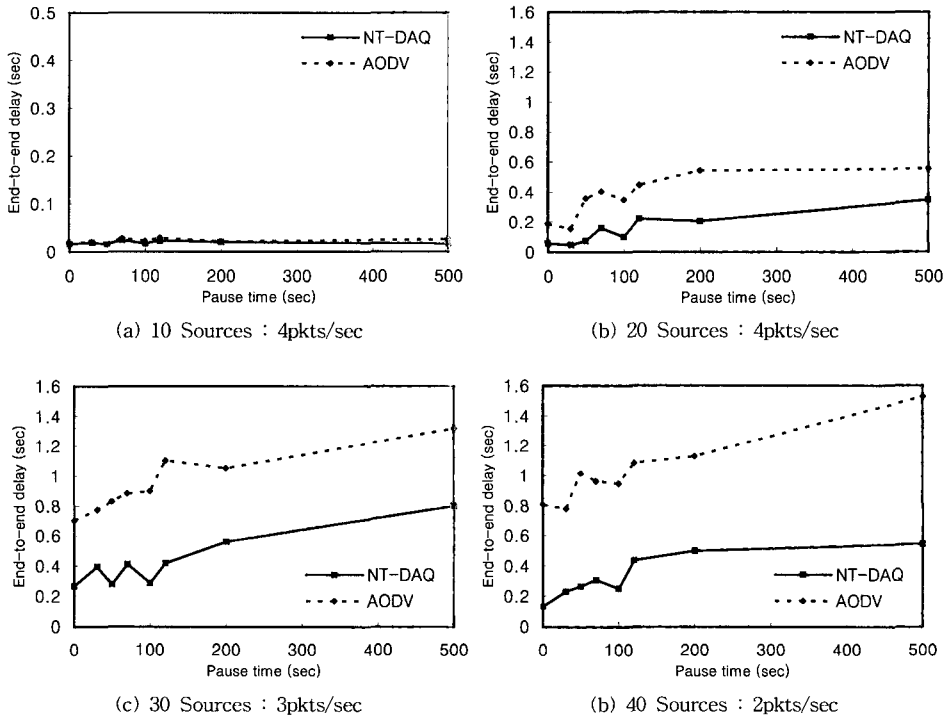 0.5
0.4
0.3
0.2
0.1
0
End-to-end delay (sec)
NT-DAQ
AODV
0 100 200 300 400 500
Pause time (sec)
(a) 10 Sources : 4pkts/sec
1.6
1.4
1.2
1
0.8
0.6
0.4
0.2
0
End-to-end delay (sec)
NT-DAQ
AODV
0 100 200 300 400 500
Pause time (sec)
(b) 20 Sources : 4pkts/sec
1.6
1.4
1.2
1
0.8
0.6
0.4
0.2
0
End-to-end delay (sec)
NT-DAQ
AODV
0 100 200 300 400 500
Pause time (sec)
(c) 30 Sources : 3pkts/sec
1.6
1.4
1.2
1
0.8
0.6
0.4
0.2
0
End-to-end delay (sec)
NT-DAQ
AODV
0 100 200 300 400 500
Pause time (sec)
(b) 40 Sources : 2pkts/sec